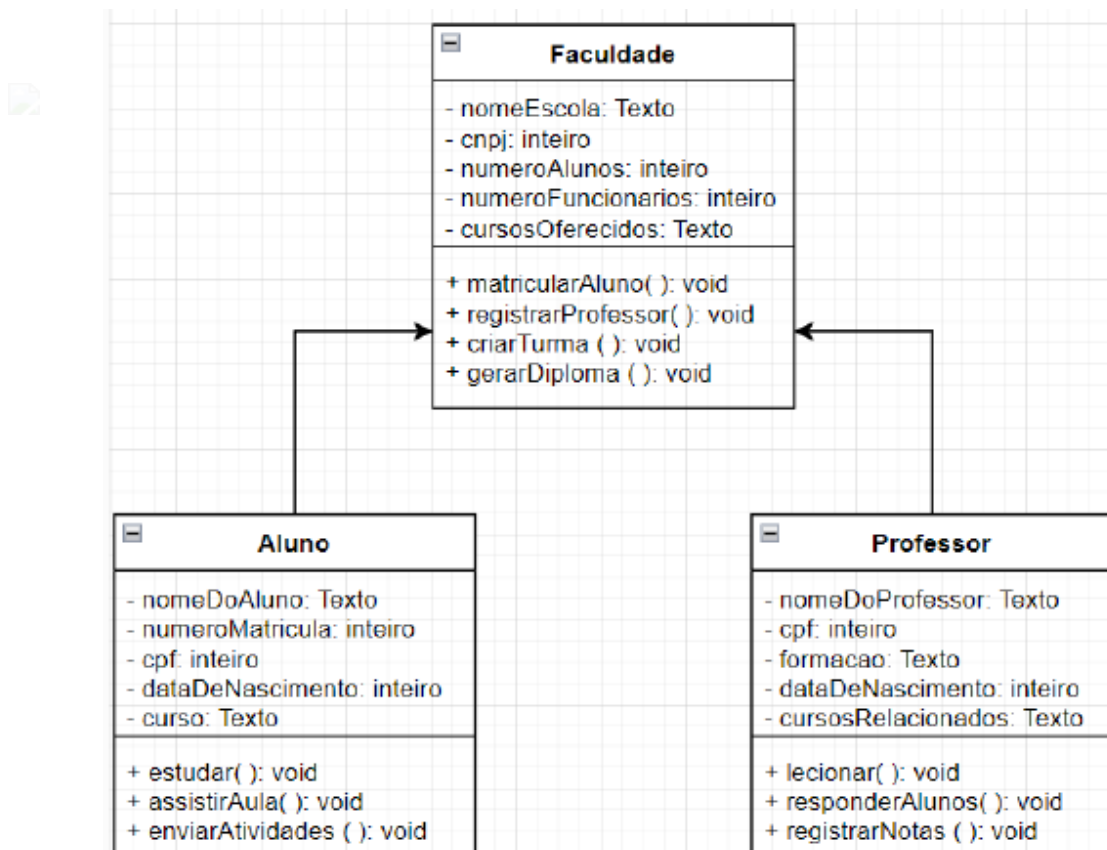 Faculdade
- nomeEscola: Texto
- cnpj: inteiro
- numeroAlunos: inteiro
- numeroFuncionarios: inteiro
- cursosOferecidos: Texto
+ matricularAluno( ): void
+ registrarProfessor( ): void
+ criarTurma ( ): void
+ gerarDiploma ( ): void
Aluno
- nomeDoAluno: Texto
- numeroMatricula: inteiro
- cpf: inteiro
- dataDeNascimento: inteiro
- curso: Texto
+ estudar( ): void
+ assistirAula( ): void
+ enviarAtividades ( ): void
Professor
- nomeDoProfessor: Texto
- cpf: inteiro
- formacao: Texto
- dataDeNascimento: inteiro
- cursosRelacionados: Texto
+ lecionar( ): void
+ responderAlunos( ): void
+ registrarNotas ( ): void